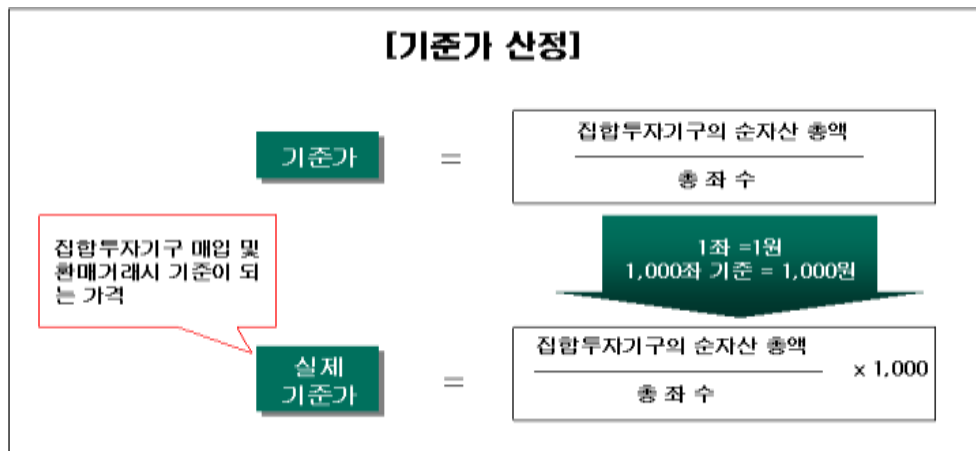 [기준가 산정]
기준가
=
집합투자기구의 순자산 총액
총 좌 수
집합투자기구 매입 및
환매거래시 기준이 되
는 가격
1좌 =1원
1,000좌 기준 = 1,000원
실제
기준가
=
집합투자기구의 순자산 총액
총 좌 수
x 1,000